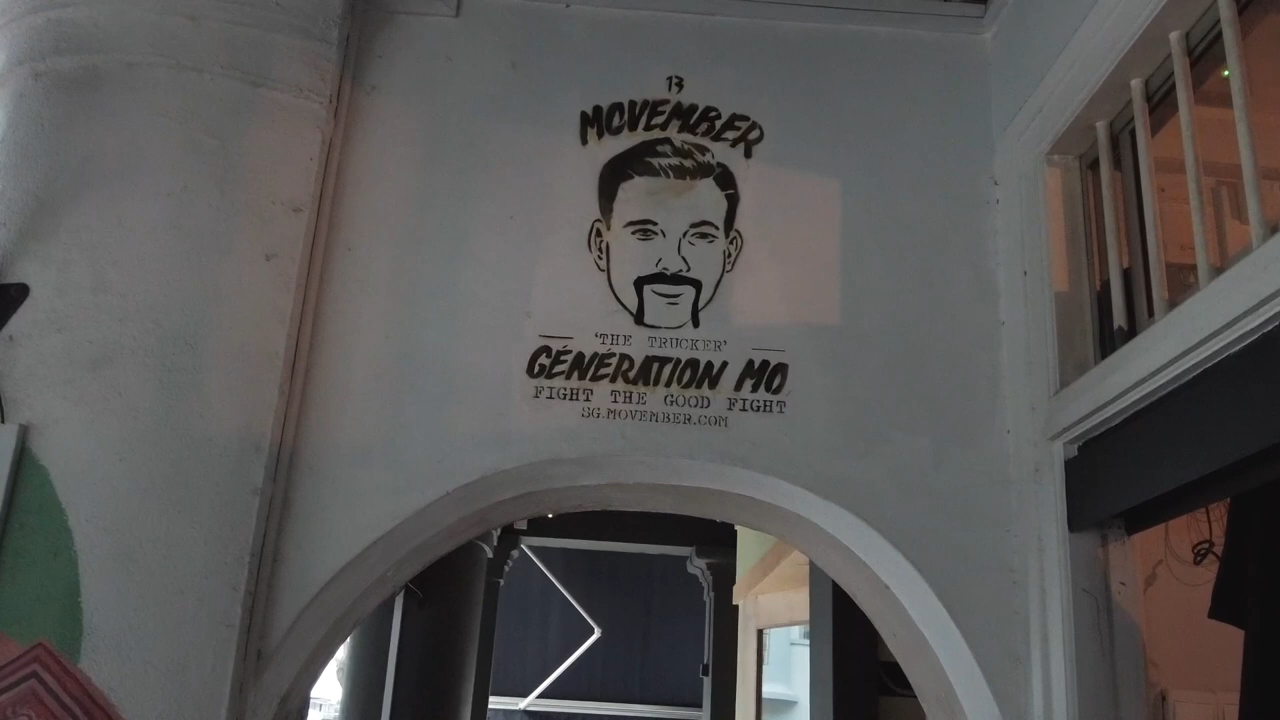 13
MOVEMBER
'THE TRUCKER'
GÉNÉRATION MO
FIGHT THE GOOD FIGHT
SG.MOVEMBER.COM